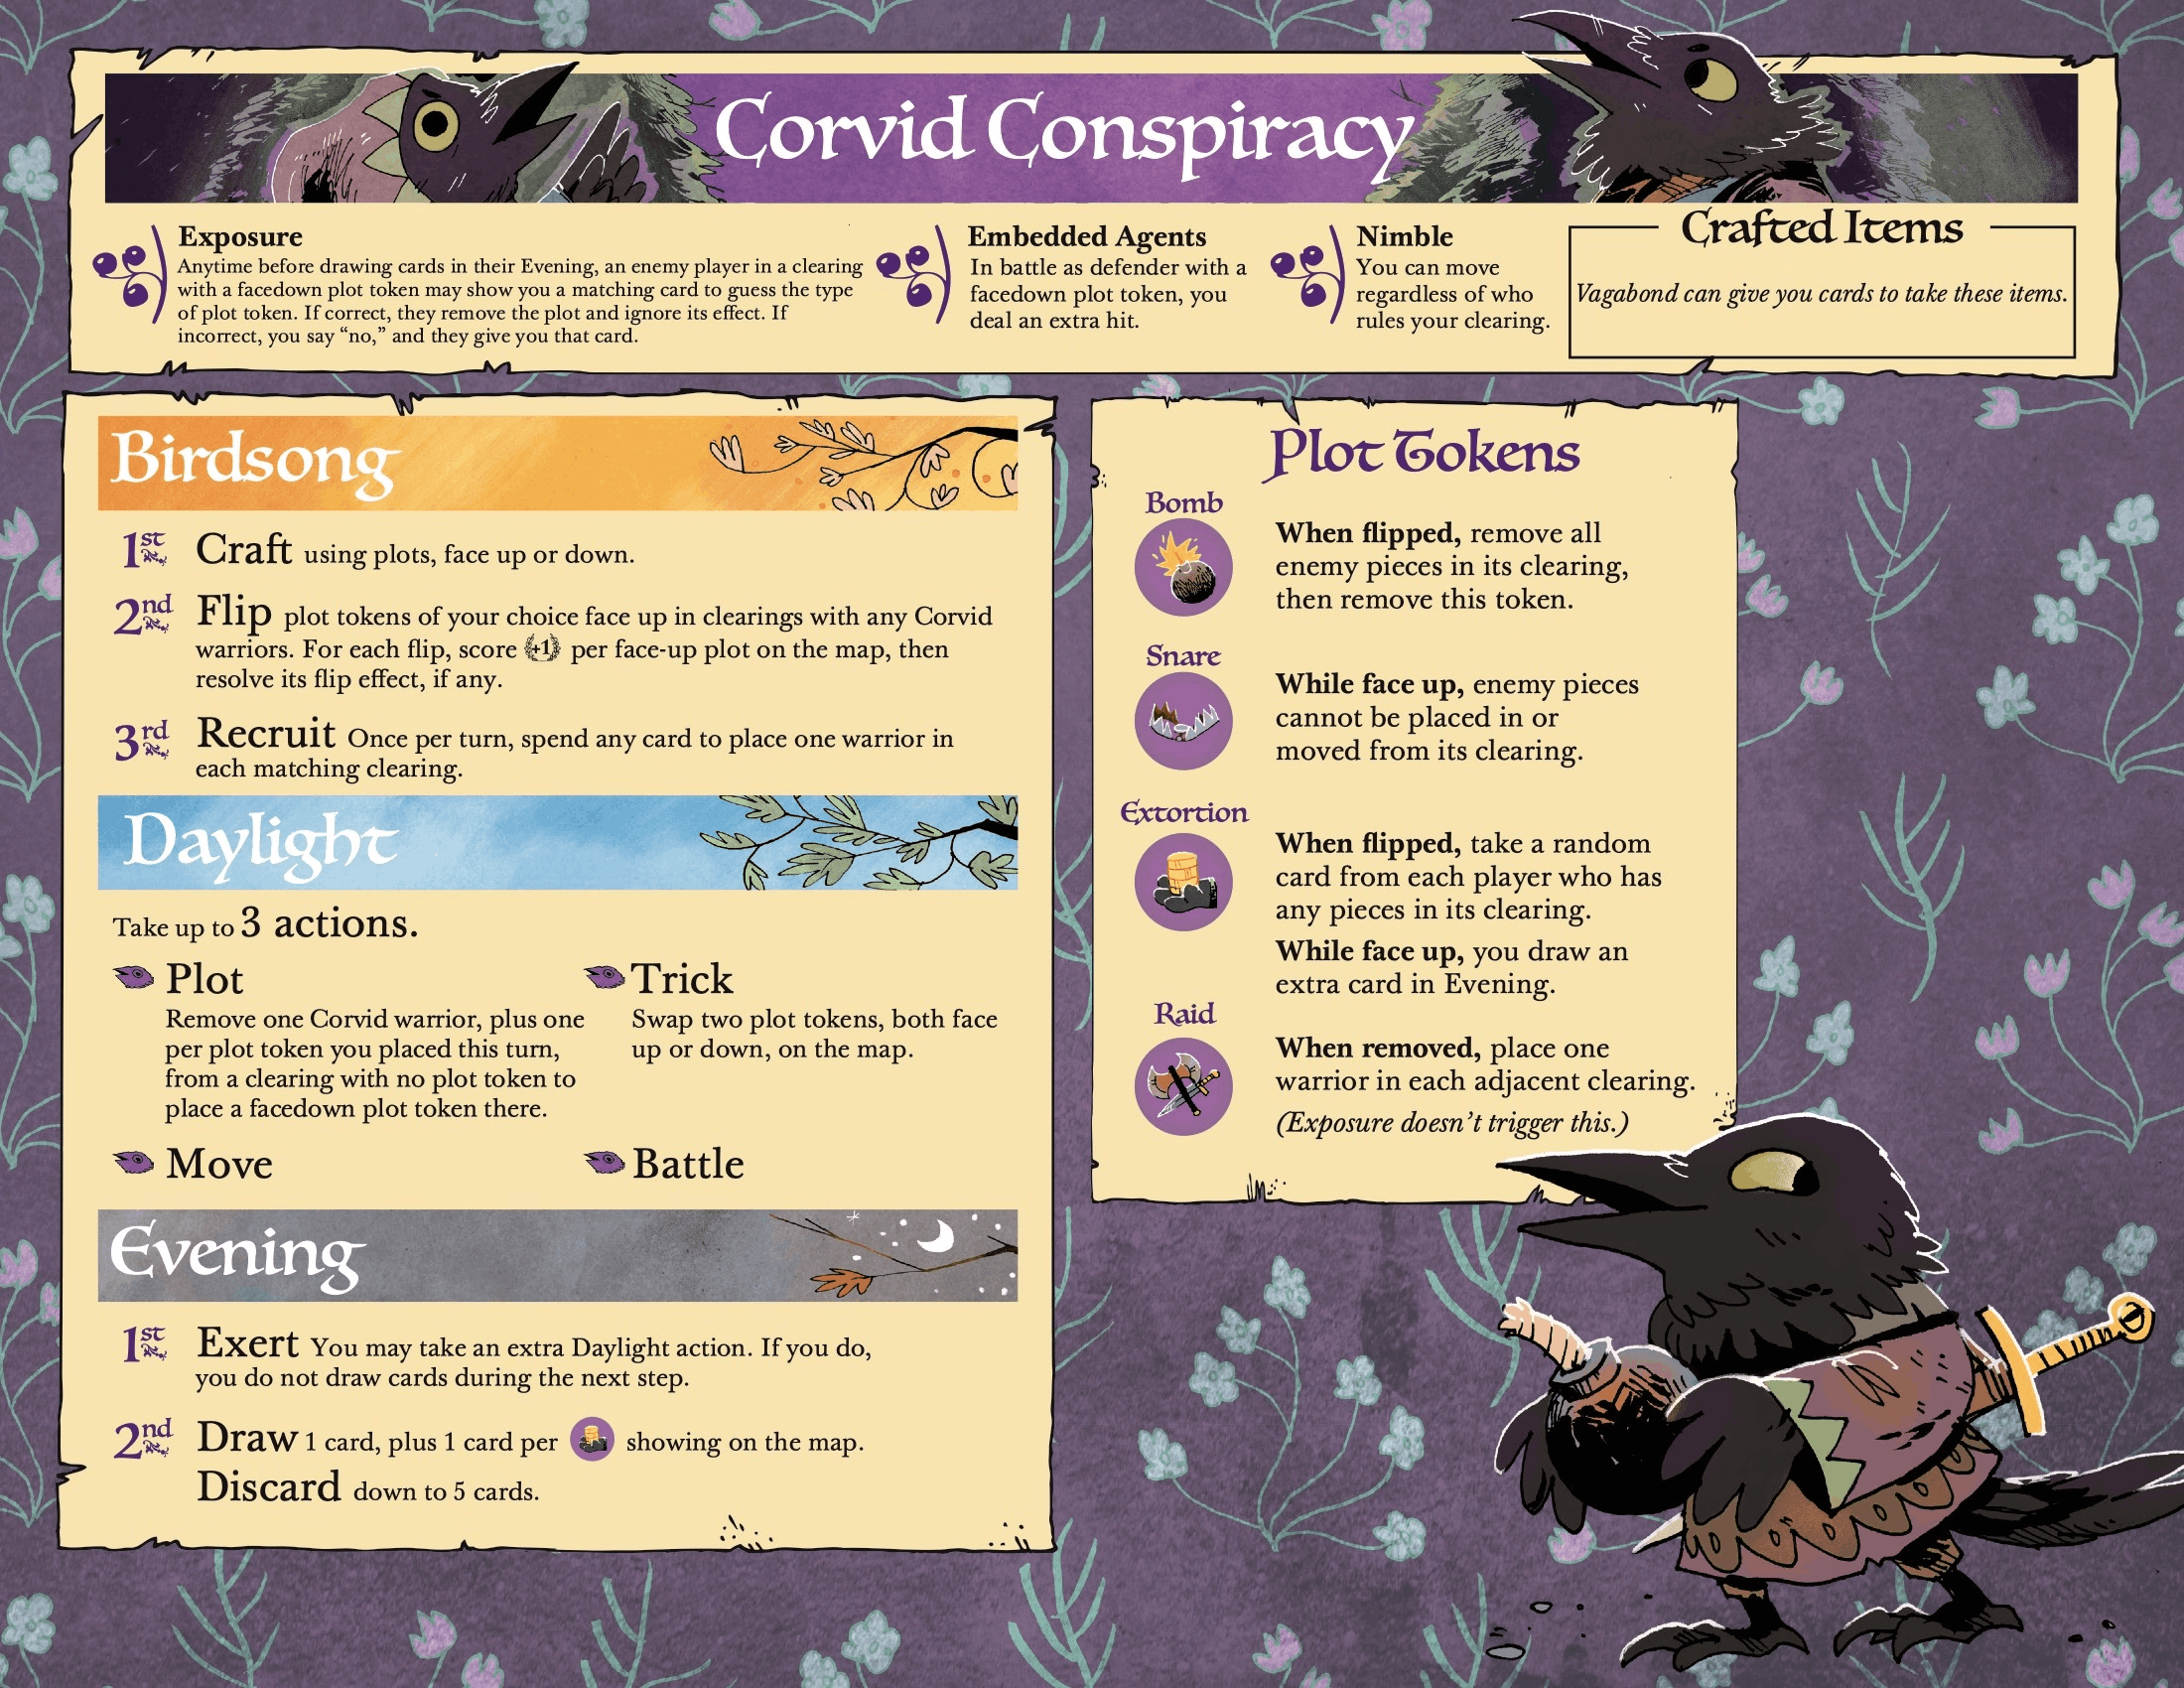 Corvid Conspiracy
Exposure
Anytime before drawing cards in their Evening, an enemy player in a clearing
with a facedown plot token may show you a matching card to guess the type
of plot token. If correct, they remove the plot and ignore its effect. If
incorrect, you say “no,” and they give you that card.
Embedded Agents
In battle as defender with a
facedown plot token, you
deal an extra hit.
Nimble
You can move
regardless of who
rules your clearing.
Crafted Items
Vagabond can give you cards to take these items.
Birdsong
1st Craft using plots, face up or down.
2nd Flip plot tokens of your choice face up in clearings with any Corvid
warriors. For each flip, score +1 per face-up plot on the map, then
resolve its flip effect, if any.
3rd Recruit Once per turn, spend any card to place one warrior in
each matching clearing.
Daylight
Take up to 3 actions.
Plot
Remove one Corvid warrior, plus one
per plot token you placed this turn,
from a clearing with no plot token to
place a facedown plot token there.
Trick
Swap two plot tokens, both face
up or down, on the map.
Move
Battle
Evening
1st Exert You may take an extra Daylight action. If you do,
you do not draw cards during the next step.
2nd Draw 1 card, plus 1 card per showing on the map.
Discard down to 5 cards.
Plot Tokens
Bomb
When flipped, remove all
enemy pieces in its clearing,
then remove this token.
Snare
While face up, enemy pieces
cannot be placed in or
moved from its clearing.
Extortion
When flipped, take a random
card from each player who has
any pieces in its clearing.
While face up, you draw an
extra card in Evening.
Raid
When removed, place one
warrior in each adjacent clearing.
(Exposure doesn’t trigger this.)